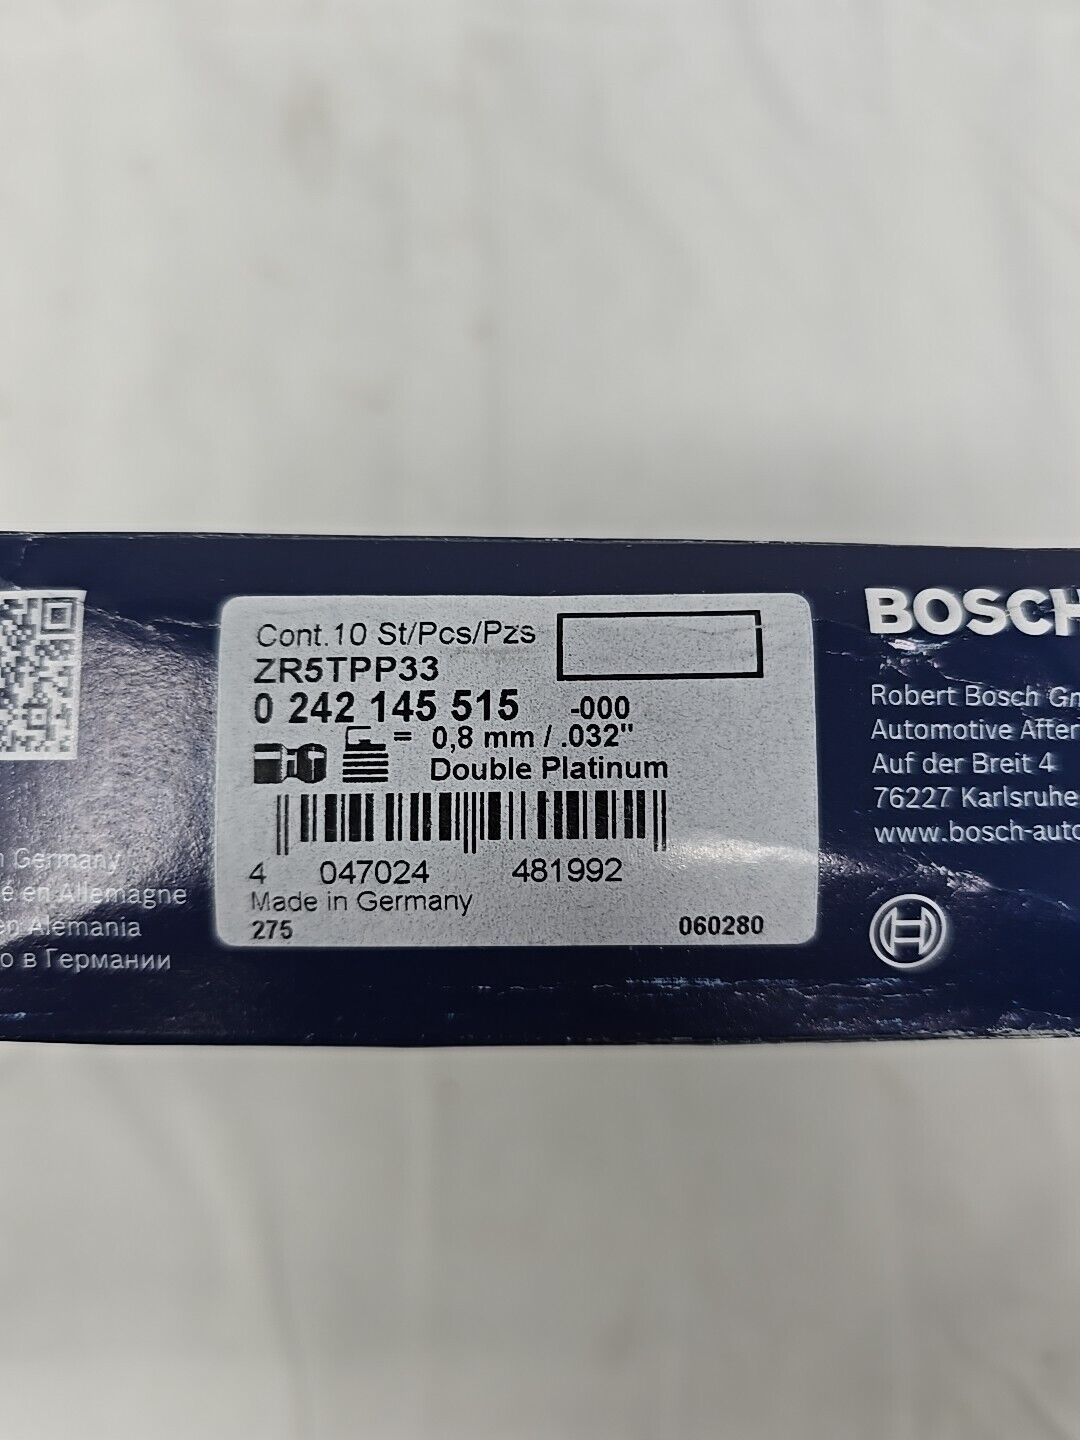 Cont.10 St/Pcs/Pzs
ZR5TPP33
0 242 145 515 -000
= 0,8 mm / .032"
Double Platinum
4 047024 481992
Made in Germany
275 060280
Germany
en Allemagne
Alemania
в Германии
BOSCH
Robert Bosch
Automotive
Auf der Breit 4
76227 Karlsruhe
www.bosch-auto